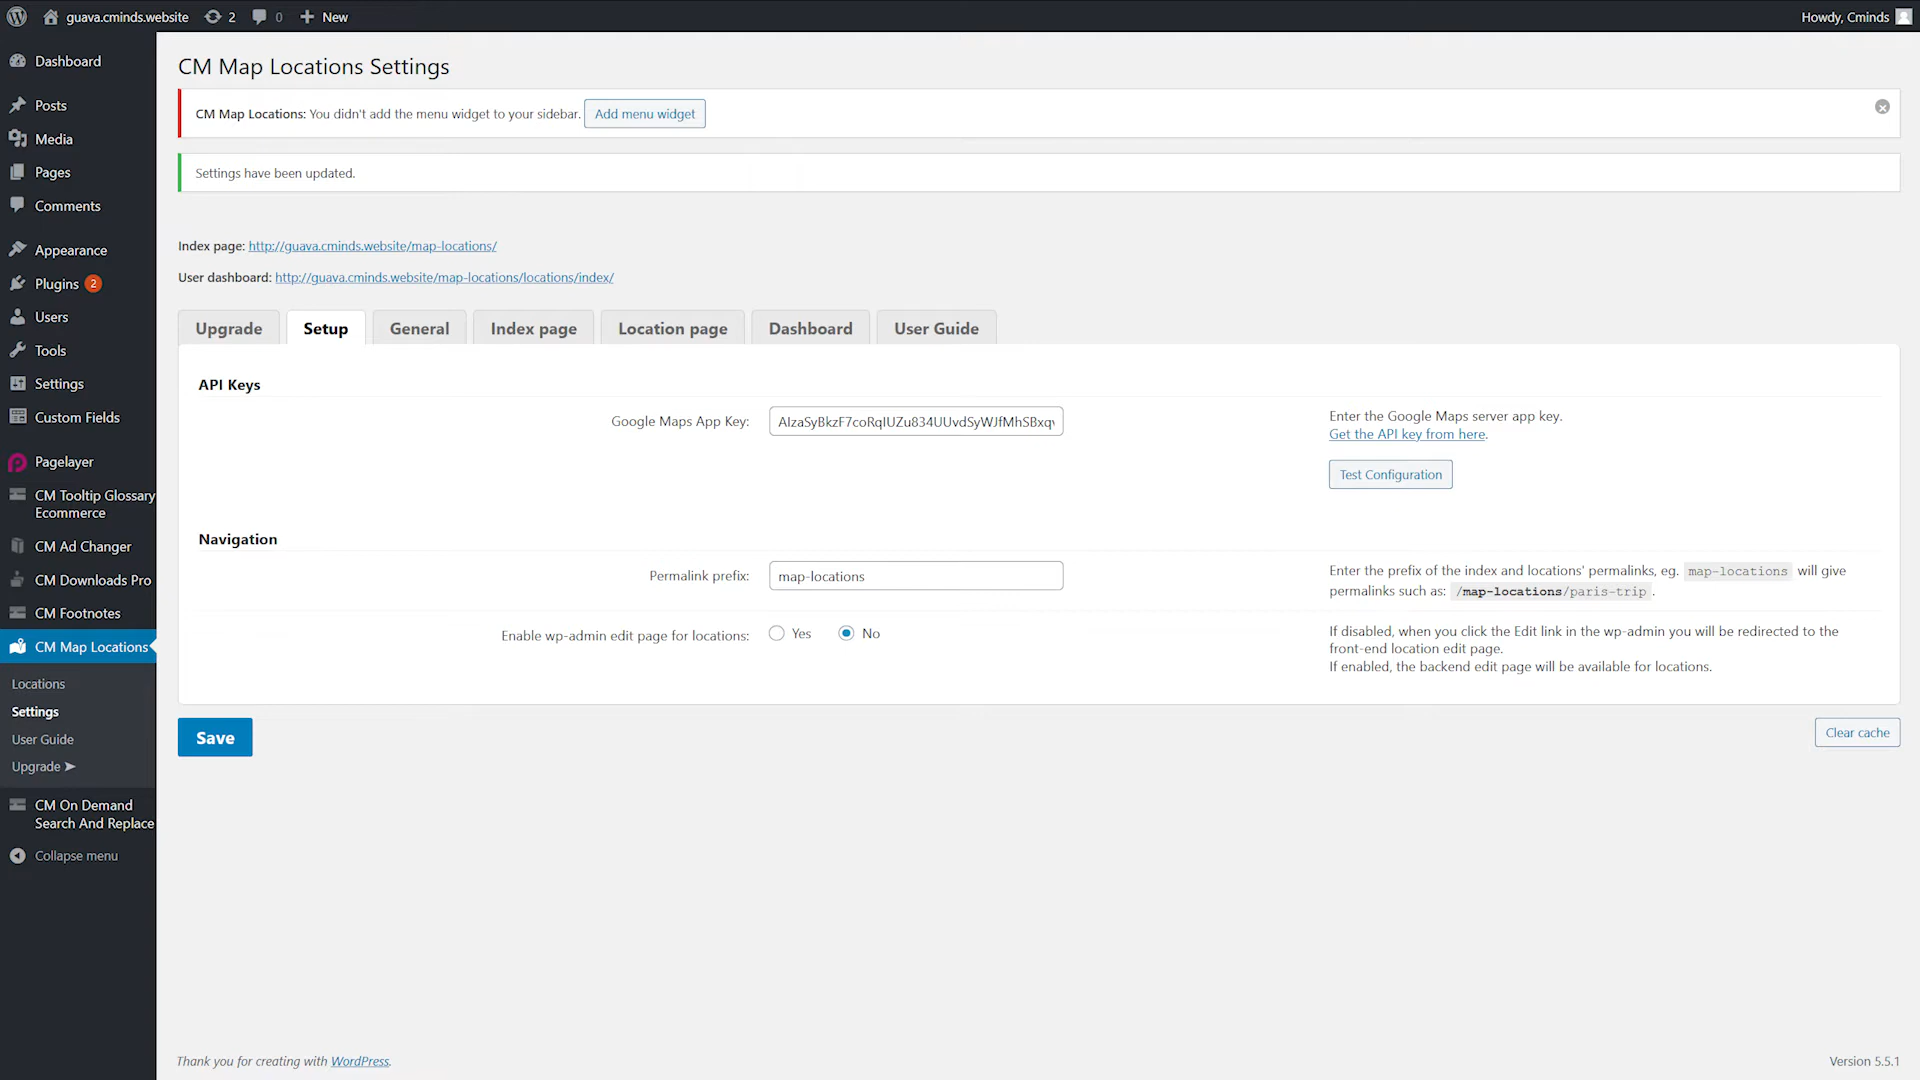 guava.cminds.website
2
0
New
Howdy, Cminds
Dashboard
Posts
Media
Pages
Comments
Appearance
Plugins 2
Users
Tools
Settings
Custom Fields
Pagelayer
CM Tooltip Glossary
Ecommerce
CM Ad Changer
CM Downloads Pro
CM Footnotes
CM Map Locations
Locations
Settings
User Guide
Upgrade ➤
CM On Demand
Search And Replace
Collapse menu
CM Map Locations Settings
CM Map Locations: You didn't add the menu widget to your sidebar. Add menu widget
Settings have been updated.
Index page: http://guava.cminds.website/map-locations/
User dashboard: http://guava.cminds.website/map-locations/locations/index/
Upgrade Setup General Index page Location page Dashboard User Guide
API Keys
Google Maps App Key:
Enter the Google Maps server app key.
Get the API key from here.
Test Configuration
Navigation
Permalink prefix: map-locations
Enter the prefix of the index and locations' permalinks, eg. map-locations will give
permalinks such as: /map-locations/paris-trip .
Enable wp-admin edit page for locations: Yes No
If disabled, when you click the Edit link in the wp-admin you will be redirected to the
front-end location edit page.
If enabled, the backend edit page will be available for locations.
Save
Clear cache
Thank you for creating with WordPress.
Version 5.5.1